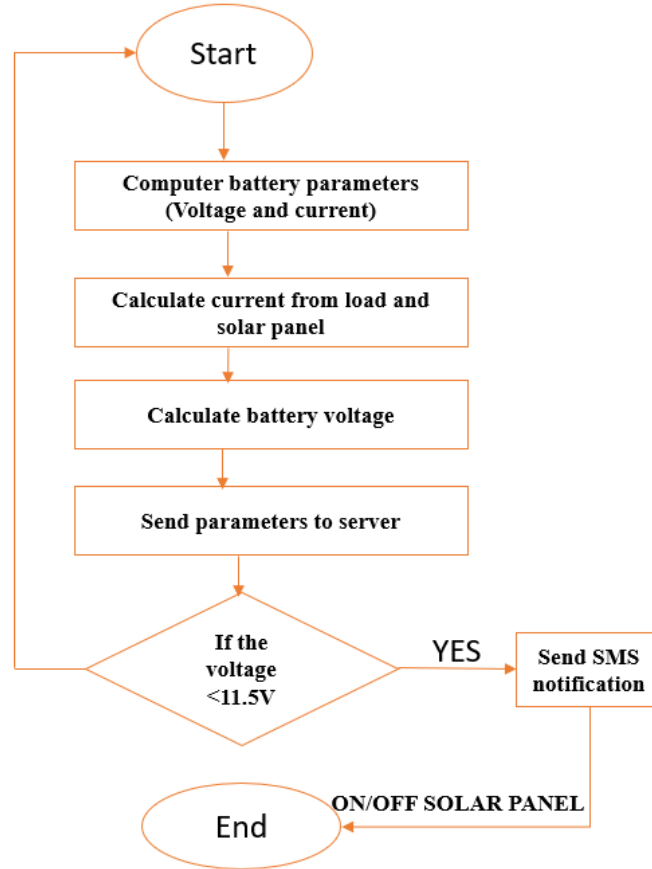 Start
Computer battery parameters
(Voltage and current)
Calculate current from load and
solar panel
Calculate battery voltage
Send parameters to server
If the
voltage
<11.5V
YES
Send SMS
notification
ON/OFF SOLAR PANEL
End